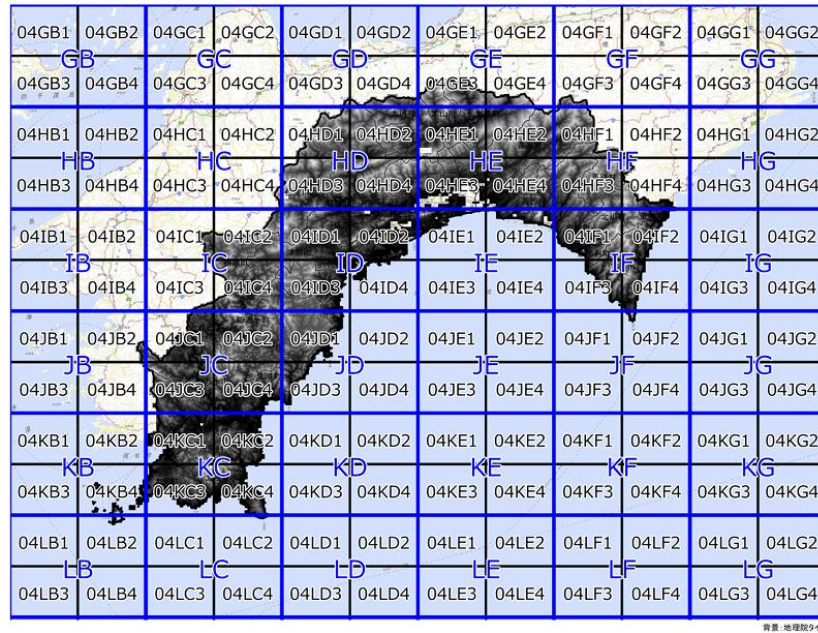 04GB1 04GB2 04GC1 04GC2 04GD1 04GD2 04GE1 04GE2 04GF1 04GF2 04GG1 04GG2
GB GC GD GE GF GG
04GB3 04GB4 04GC3 04GC4 04GD3 04GD4 04GE3 04GE4 04GF3 04GF4 04GG3 04GG4
04HB1 04HB2 04HC1 04HC2 04HD1 04HD2 04HE1 04HE2 04HF1 04HF2 04HG1 04HG2
HB HC HD HE HF HG
04HB3 04HB4 04HC3 04HC4 04HD3 04HD4 04HE3 04HE4 04HF3 04HF4 04HG3 04HG4
04IB1 04IB2 04IC1 04IC2 04ID1 04ID2 04IE1 04IE2 04IF1 04IF2 04IG1 04IG2
IB IC ID IE IF IG
04IB3 04IB4 04IC3 04IC4 04ID3 04ID4 04IE3 04IE4 04IF3 04IF4 04IG3 04IG4
04JB1 04JB2 04JC1 04JC2 04JD1 04JD2 04JE1 04JE2 04JF1 04JF2 04JG1 04JG2
JB JC JD JE JF JG
04JB3 04JB4 04JC3 04JC4 04JD3 04JD4 04JE3 04JE4 04JF3 04JF4 04JG3 04JG4
04KB1 04KB2 04KC1 04KC2 04KD1 04KD2 04KE1 04KE2 04KF1 04KF2 04KG1 04KG2
KB KC KD KE KF KG
04KB3 04KB4 04KC3 04KC4 04KD3 04KD4 04KE3 04KE4 04KF3 04KF4 04KG3 04KG4
04LB1 04LB2 04LC1 04LC2 04LD1 04LD2 04LE1 04LE2 04LF1 04LF2 04LG1 04LG2
LB LC LD LE LF LG
04LB3 04LB4 04LC3 04LC4 04LD3 04LD4 04LE3 04LE4 04LF3 04LF4 04LG3 04LG4
背景:地理院タイ